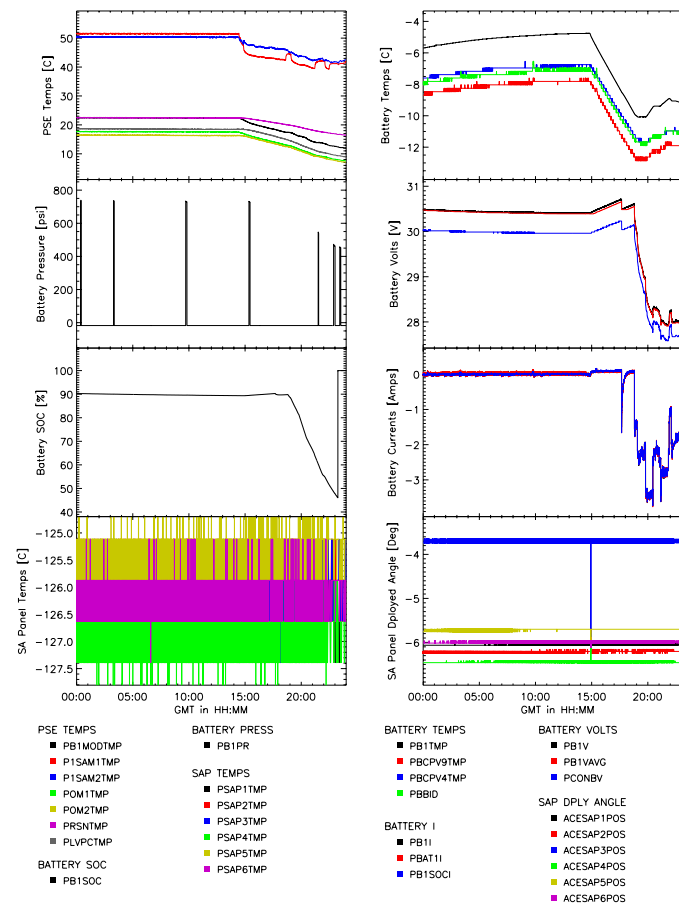 PSE Temps [C]
50
40
30
20
10
Battery Pressure [psi]
800
600
400
200
0
Battery SOC [%]
100
90
80
70
60
50
40
SA Panel Temps [C]
-125.0
-125.5
-126.0
-126.5
-127.0
-127.5
00:00 05:00 10:00 15:00 20:00
GMT in HH:MM
Battery Temps [C]
-4
-6
-8
-10
-12
Battery Volts [V]
31
30
29
28
Battery Currents [Amps]
0
-1
-2
-3
SA Panel Dployed Angle [Deg]
-4
-5
-6
00:00 05:00 10:00 15:00 20:00
GMT in HH:MM
PSE TEMPS
PB1MODTMP
P1SAM1TMP
P1SAM2TMP
POM1TMP
POM2TMP
PRSNTMP
PLVPCTMP
BATTERY SOC
PB1SOC
BATTERY PRESS
PB1PR
SAP TEMPS
PSAP1TMP
PSAP2TMP
PSAP3TMP
PSAP4TMP
PSAP5TMP
PSAP6TMP
BATTERY TEMPS
PB1TMP
PBCPV9TMP
PBCPV4TMP
PBBID
BATTERY I
PB1I
PBAT1I
PB1SOCI
BATTERY VOLTS
PB1V
PB1VAVG
PCONBV
SAP DPLY ANGLE
ACESAP1POS
ACESAP2POS
ACESAP3POS
ACESAP4POS
ACESAP5POS
ACESAP6POS